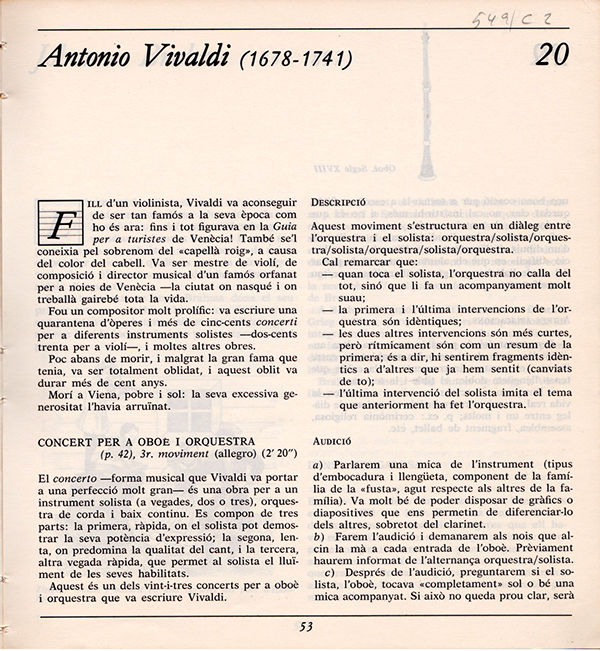 549/C 2
Antonio Vivaldi (1678-1741)
20
Oboè. Segle XVIII
FILL d'un violinista, Vivaldi va aconseguir
de ser tan famós a la seva època com
ho és ara: fins i tot figurava en la Guia
per a turistes de Venècia! També se'l
coneixia pel sobrenom del «capellà roig», a causa
del color del cabell. Va ser mestre de violí, de
composició i director musical d'un famós orfanat
per a noies de Venècia —la ciutat on nasqué i on
treballà gairebé tota la vida.
Fou un compositor molt prolífic: va escriure una
quarantena d'òperes i més de cinc-cents concerti
per a diferents instruments solistes —dos-cents
trenta per a violí—, i moltes altres obres.
Poc abans de morir, i malgrat la gran fama que
tenia, va ser totalment oblidat, i aquest oblit va
durar més de cent anys.
Morí a Viena, pobre i sol: la seva excessiva ge-
nerositat l'havia arruïnat.
CONCERT PER A OBOÈ I ORQUESTRA
(p. 42), 3r. moviment (allegro) (2' 20")
El concerto —forma musical que Vivaldi va portar
a una perfecció molt gran— és una obra per a un
instrument solista (a vegades, dos o tres), orques-
tra de corda i baix continu. Es compon de tres
parts: la primera, ràpida, on el solista pot demos-
trar la seva potència d'expressió; la segona, len-
ta, on predomina la qualitat del cant, i la tercera,
altra vegada ràpida, que permet al solista el lluï-
ment de les seves habilitats.
Aquest és un dels vint-i-tres concerts per a oboè
i orquestra que va escriure Vivaldi.
DESCRIPCIÓ
Aquest moviment s'estructura en un diàleg entre
l'orquestra i el solista: orquestra/solista/orques-
tra/solista/orquestra/solista/orquestra.
Cal remarcar que:
— quan toca el solista, l'orquestra no calla del
tot, sinó que li fa un acompanyament molt
suau;
— la primera i l'última intervencions de l'or-
questra són idèntiques;
— les dues altres intervencions són més curtes,
però rítmicament són com un resum de la
primera; és a dir, hi sentirem fragments idèn-
tics a d'altres que ja hem sentit (canviats
de to);
— l'última intervenció del solista imita el tema
que anteriorment ha fet l'orquestra.
AUDICIÓ
a) Parlarem una mica de l'instrument (tipus
d'embocadura i llengüeta, component de la famí-
lia de la «fusta», agut respecte als altres de la fa-
mília). Va molt bé de poder disposar de gràfics o
diapositives que ens permetin de diferenciar-lo
dels altres, sobretot del clarinet.
b) Farem l'audició i demanarem als nois que al-
cin la mà a cada entrada de l'oboè. Prèviament
haurem informat de l'alternança orquestra/solista.
c) Després de l'audició, preguntarem si el so-
lista, l'oboè, tocava «completament» sol o bé una
mica acompanyat. Si això no queda prou clar, serà
53